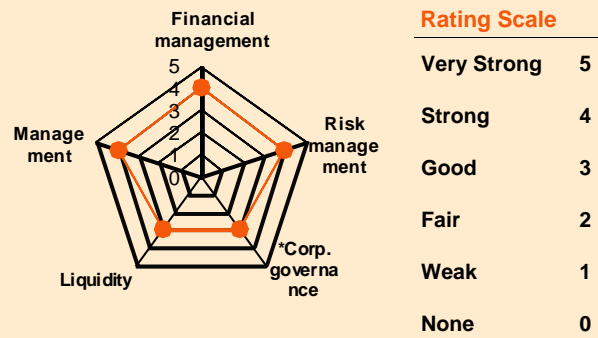 Financial
management
5
4
3
2
1
0
Manage
ment
Risk
manage
ment
*Corp.
governa
nce
Liquidity
Rating Scale
Very Strong 5
Strong 4
Good 3
Fair 2
Weak 1
None 0